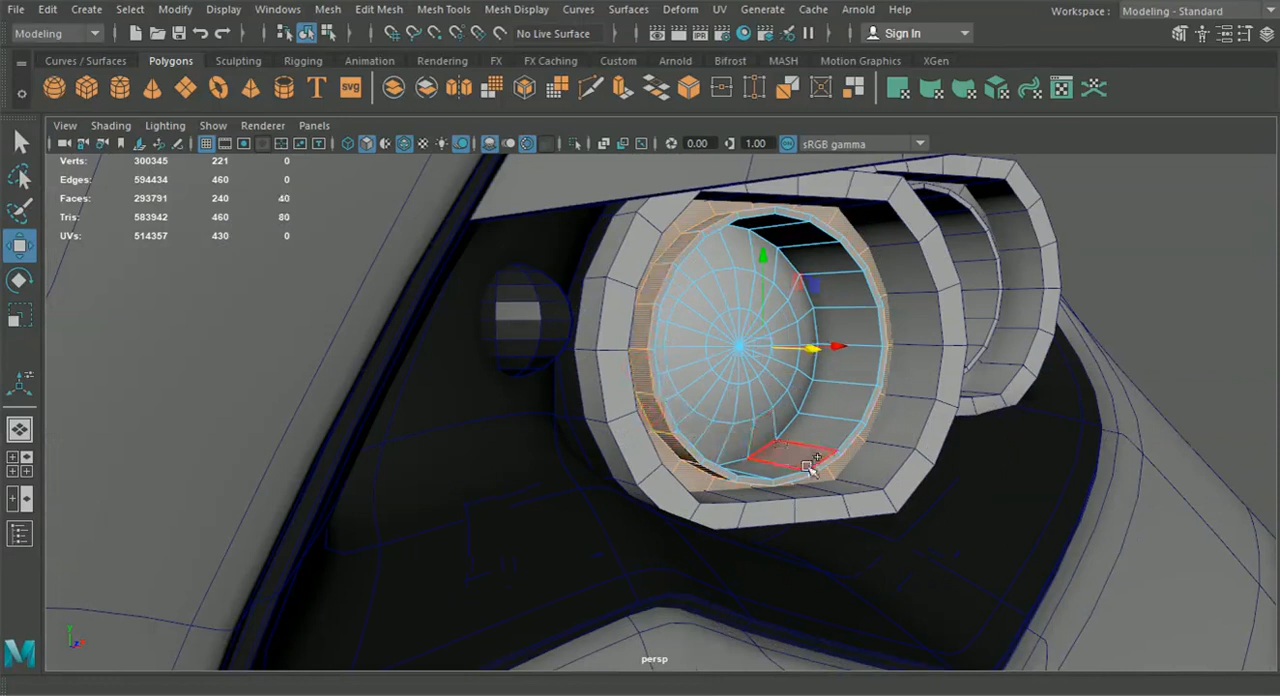 File Edit Create Select Modify Display Windows Mesh Edit Mesh Mesh Tools Mesh Display Curves Surfaces Deform UV Generate Cache Arnold Help Workspace: Modeling - Standard
Modeling No Live Surface Sign In
Curves / Surfaces Polygons Sculpting Rigging Animation Rendering FX FX Caching Custom Arnold Bifrost MASH Motion Graphics XGen
T svg
View Shading Lighting Show Renderer Panels
0.00 1.00 sRGB gamma
Verts: 300345 221 0
Edges: 594434 460 0
Faces: 293791 240 40
Tris: 583942 460 80
UVs: 514357 430 0
persp